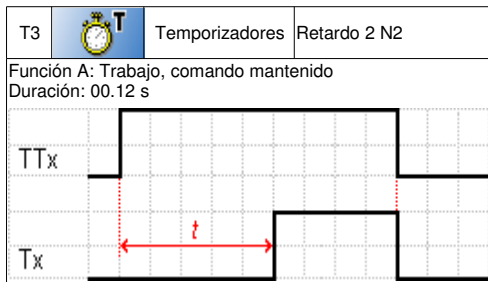 T3 T Temporizadores Retardo 2 N2
Función A: Trabajo, comando mantenido
Duración: 00.12 s
TTx
t
Tx